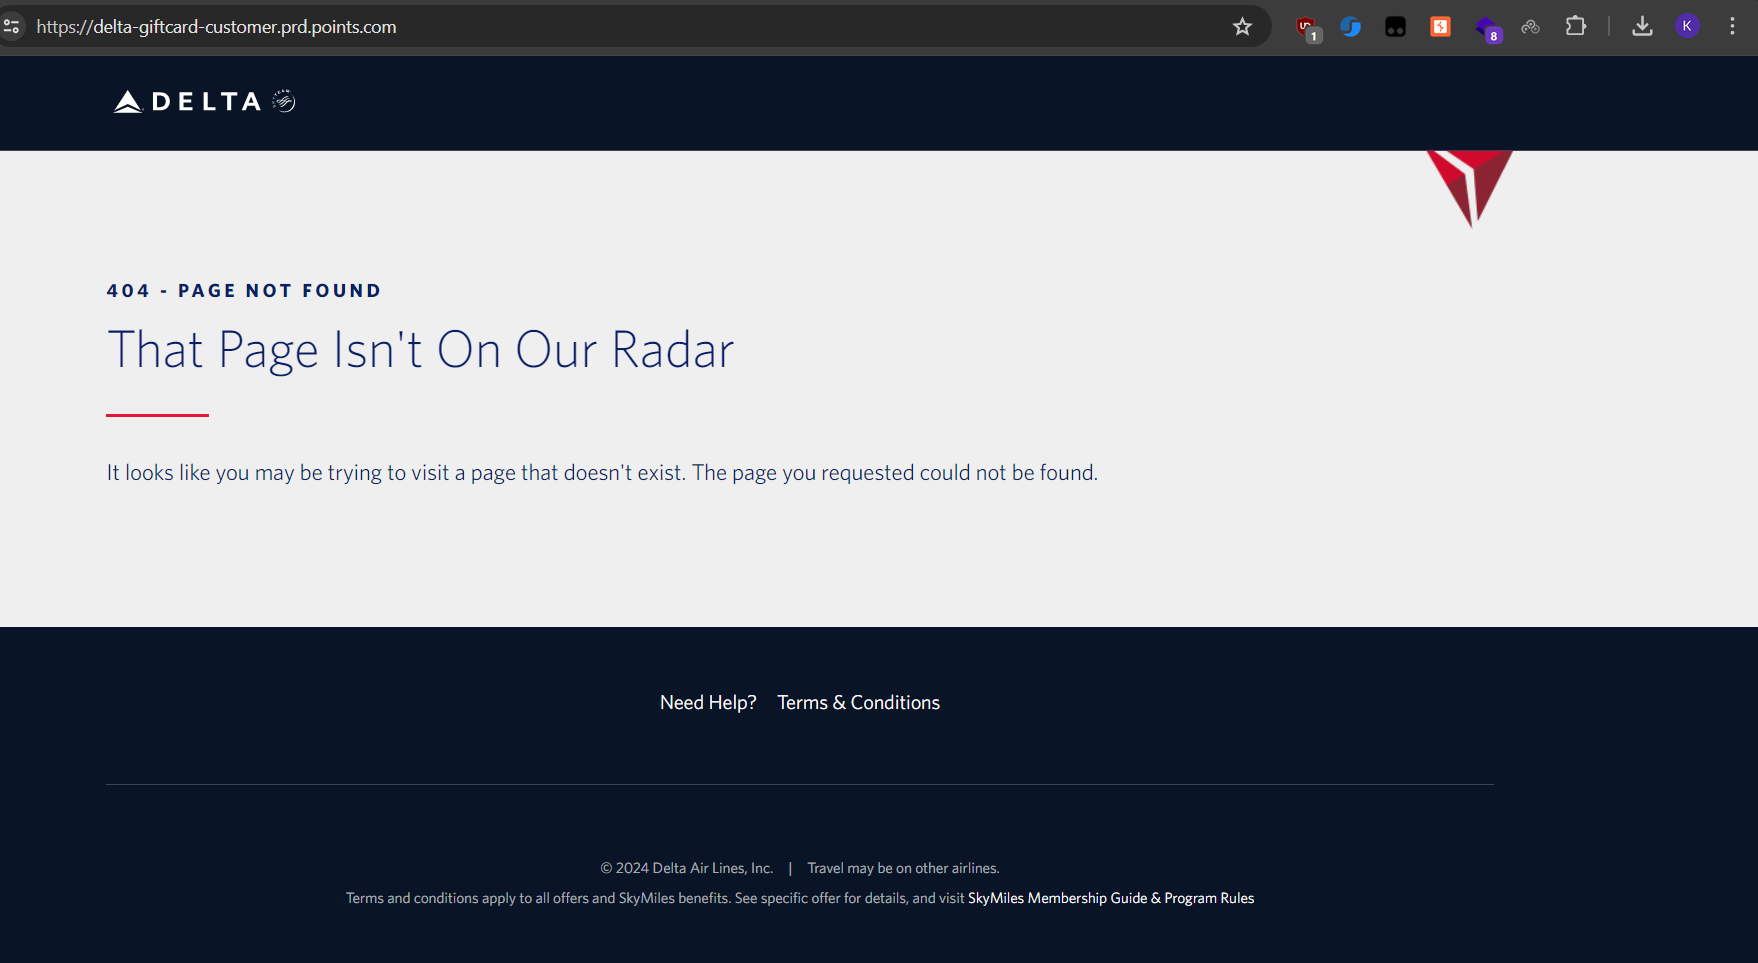 https://delta-giftcard-customer.prd.points.com
1
8
K
DELTA
404 - PAGE NOT FOUND
That Page Isn't On Our Radar
It looks like you may be trying to visit a page that doesn't exist. The page you requested could not be found.
Need Help? Terms & Conditions
© 2024 Delta Air Lines, Inc. | Travel may be on other airlines.
Terms and conditions apply to all offers and SkyMiles benefits. See specific offer for details, and visit SkyMiles Membership Guide & Program Rules